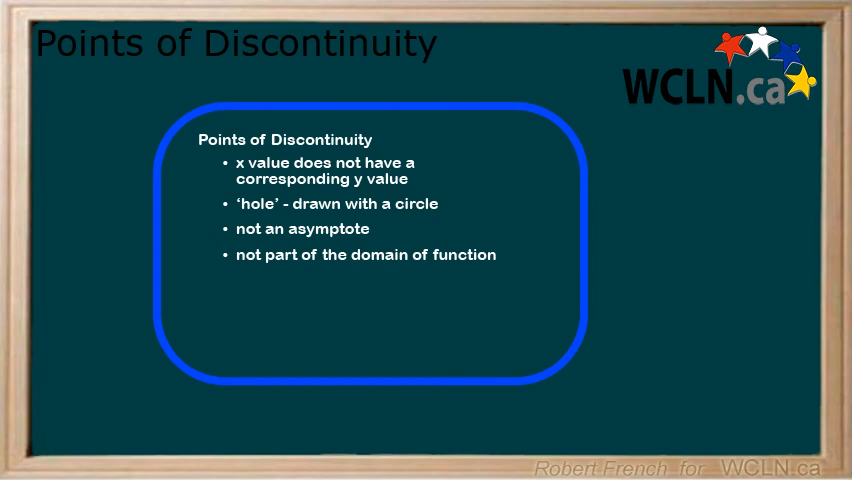 Points of Discontinuity
WCLN.ca
Points of Discontinuity
• x value does not have a
corresponding y value
• ‘hole’ - drawn with a circle
• not an asymptote
• not part of the domain of function
Robert French for WCLN.ca